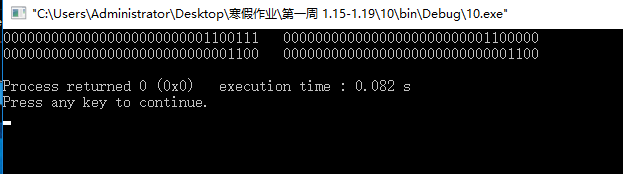 "C:\Users\Administrator\Desktop\寒假作业\第一周 1.15-1.19\10\bin\Debug\10.exe"
00000000000000000000000001100111   00000000000000000000000001100000
00000000000000000000000000001100   00000000000000000000000000001100
Process returned 0 (0x0)   execution time : 0.082 s
Press any key to continue.